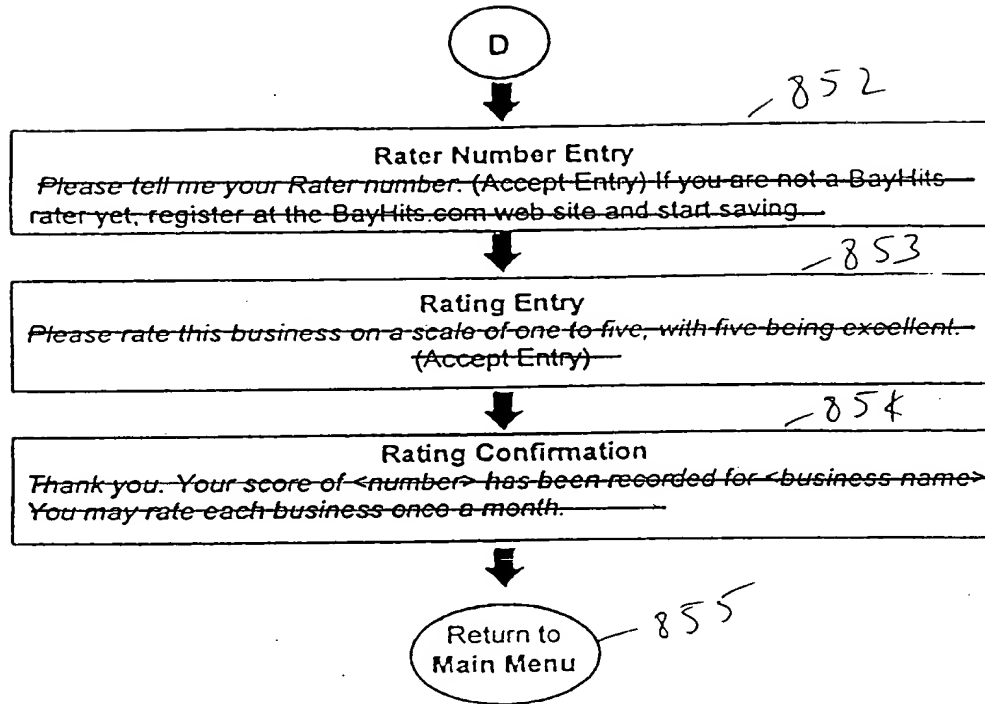 D
852
Rater Number Entry
Please tell me your Rater number. (Accept Entry) If you are not a BayHits
rater yet, register at the BayHits.com web site and start saving.
853
Rating Entry
Please rate this business on a scale of one to five, with five being excellent.
(Accept Entry)
854
Rating Confirmation
Thank you. Your score of <number> has been recorded for <business name>
You may rate each business once a month.
Return to
Main Menu
855